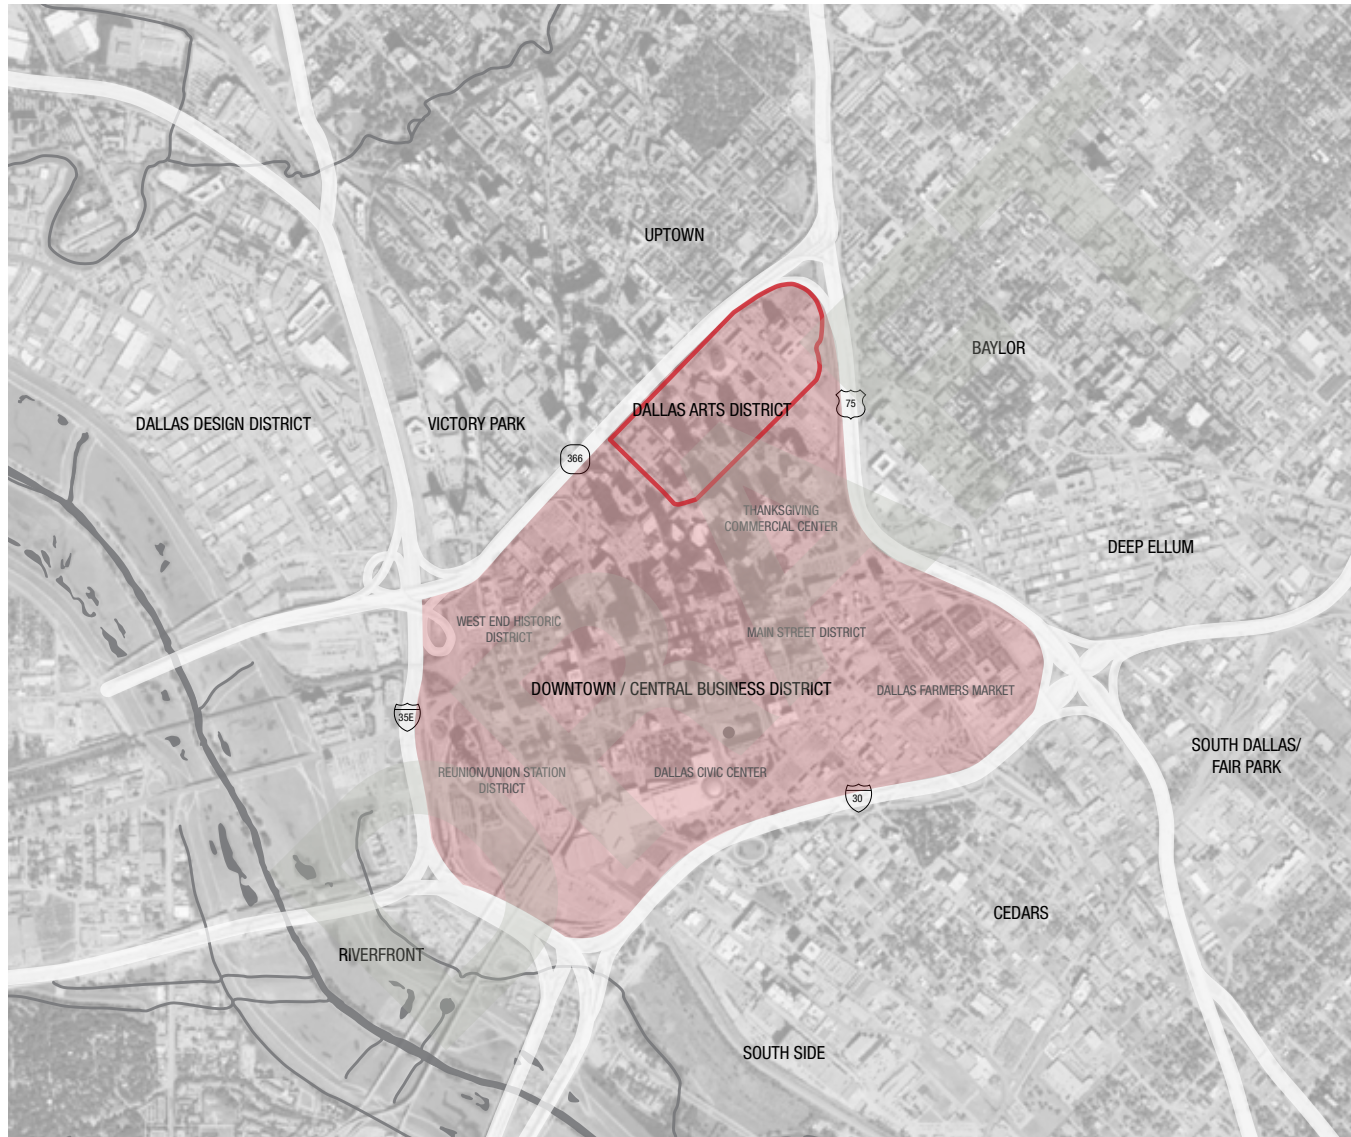 UPTOWN
BAYLOR
75
DALLAS ARTS DISTRICT
DALLAS DESIGN DISTRICT
VICTORY PARK
366
THANKSGIVING
COMMERCIAL CENTER
DEEP ELLUM
WEST END HISTORIC
DISTRICT
MAIN STREET DISTRICT
DOWNTOWN / CENTRAL BUSINESS DISTRICT
DALLAS FARMERS MARKET
35E
SOUTH DALLAS/
FAIR PARK
REUNION/UNION STATION
DISTRICT
DALLAS CIVIC CENTER
30
CEDARS
RIVERFRONT
SOUTH SIDE